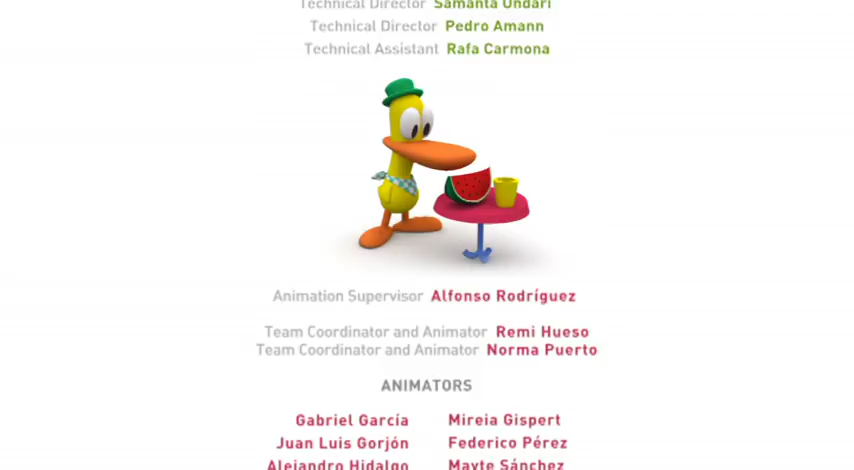 Technical Director Samanta Ondari
Technical Director Pedro Amann
Technical Assistant Rafa Carmona
Animation Supervisor Alfonso Rodríguez
Team Coordinator and Animator Remi Hueso
Team Coordinator and Animator Norma Puerto
ANIMATORS
Gabriel García Mireia Gispert
Juan Luis Gorjón Federico Pérez
Alejandro Hidalgo Mayte Sánchez